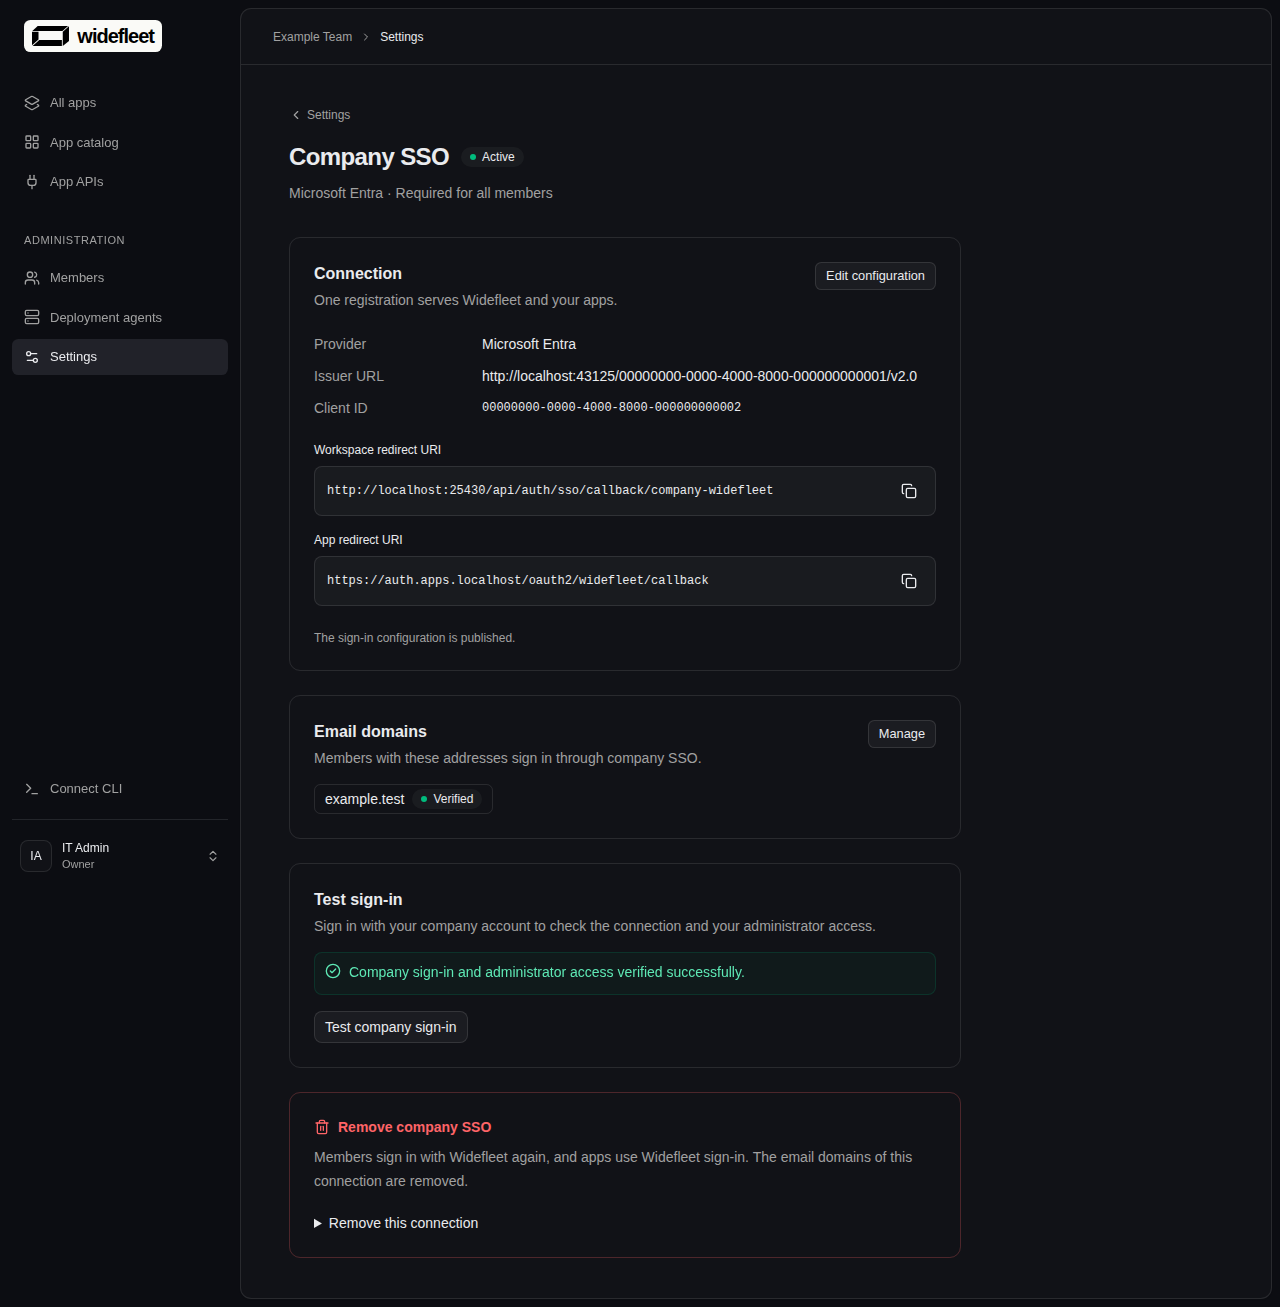 widefleet
Example Team
Settings
All apps
App catalog
App APIs
ADMINISTRATION
Members
Deployment agents
Settings
Connect CLI
IA
IT Admin
Owner
Settings
Company SSO
Active
Microsoft Entra · Required for all members
Connection
Edit configuration
One registration serves Widefleet and your apps.
Provider
Microsoft Entra
Issuer URL
http://localhost:43125/00000000-0000-4000-8000-000000000001/v2.0
Client ID
00000000-0000-4000-8000-000000000002
Workspace redirect URI
http://localhost:25430/api/auth/sso/callback/company-widefleet
App redirect URI
https://auth.apps.localhost/oauth2/widefleet/callback
The sign-in configuration is published.
Email domains
Manage
Members with these addresses sign in through company SSO.
example.test
Verified
Test sign-in
Sign in with your company account to check the connection and your administrator access.
Company sign-in and administrator access verified successfully.
Test company sign-in
Remove company SSO
Members sign in with Widefleet again, and apps use Widefleet sign-in. The email domains of this
connection are removed.
Remove this connection